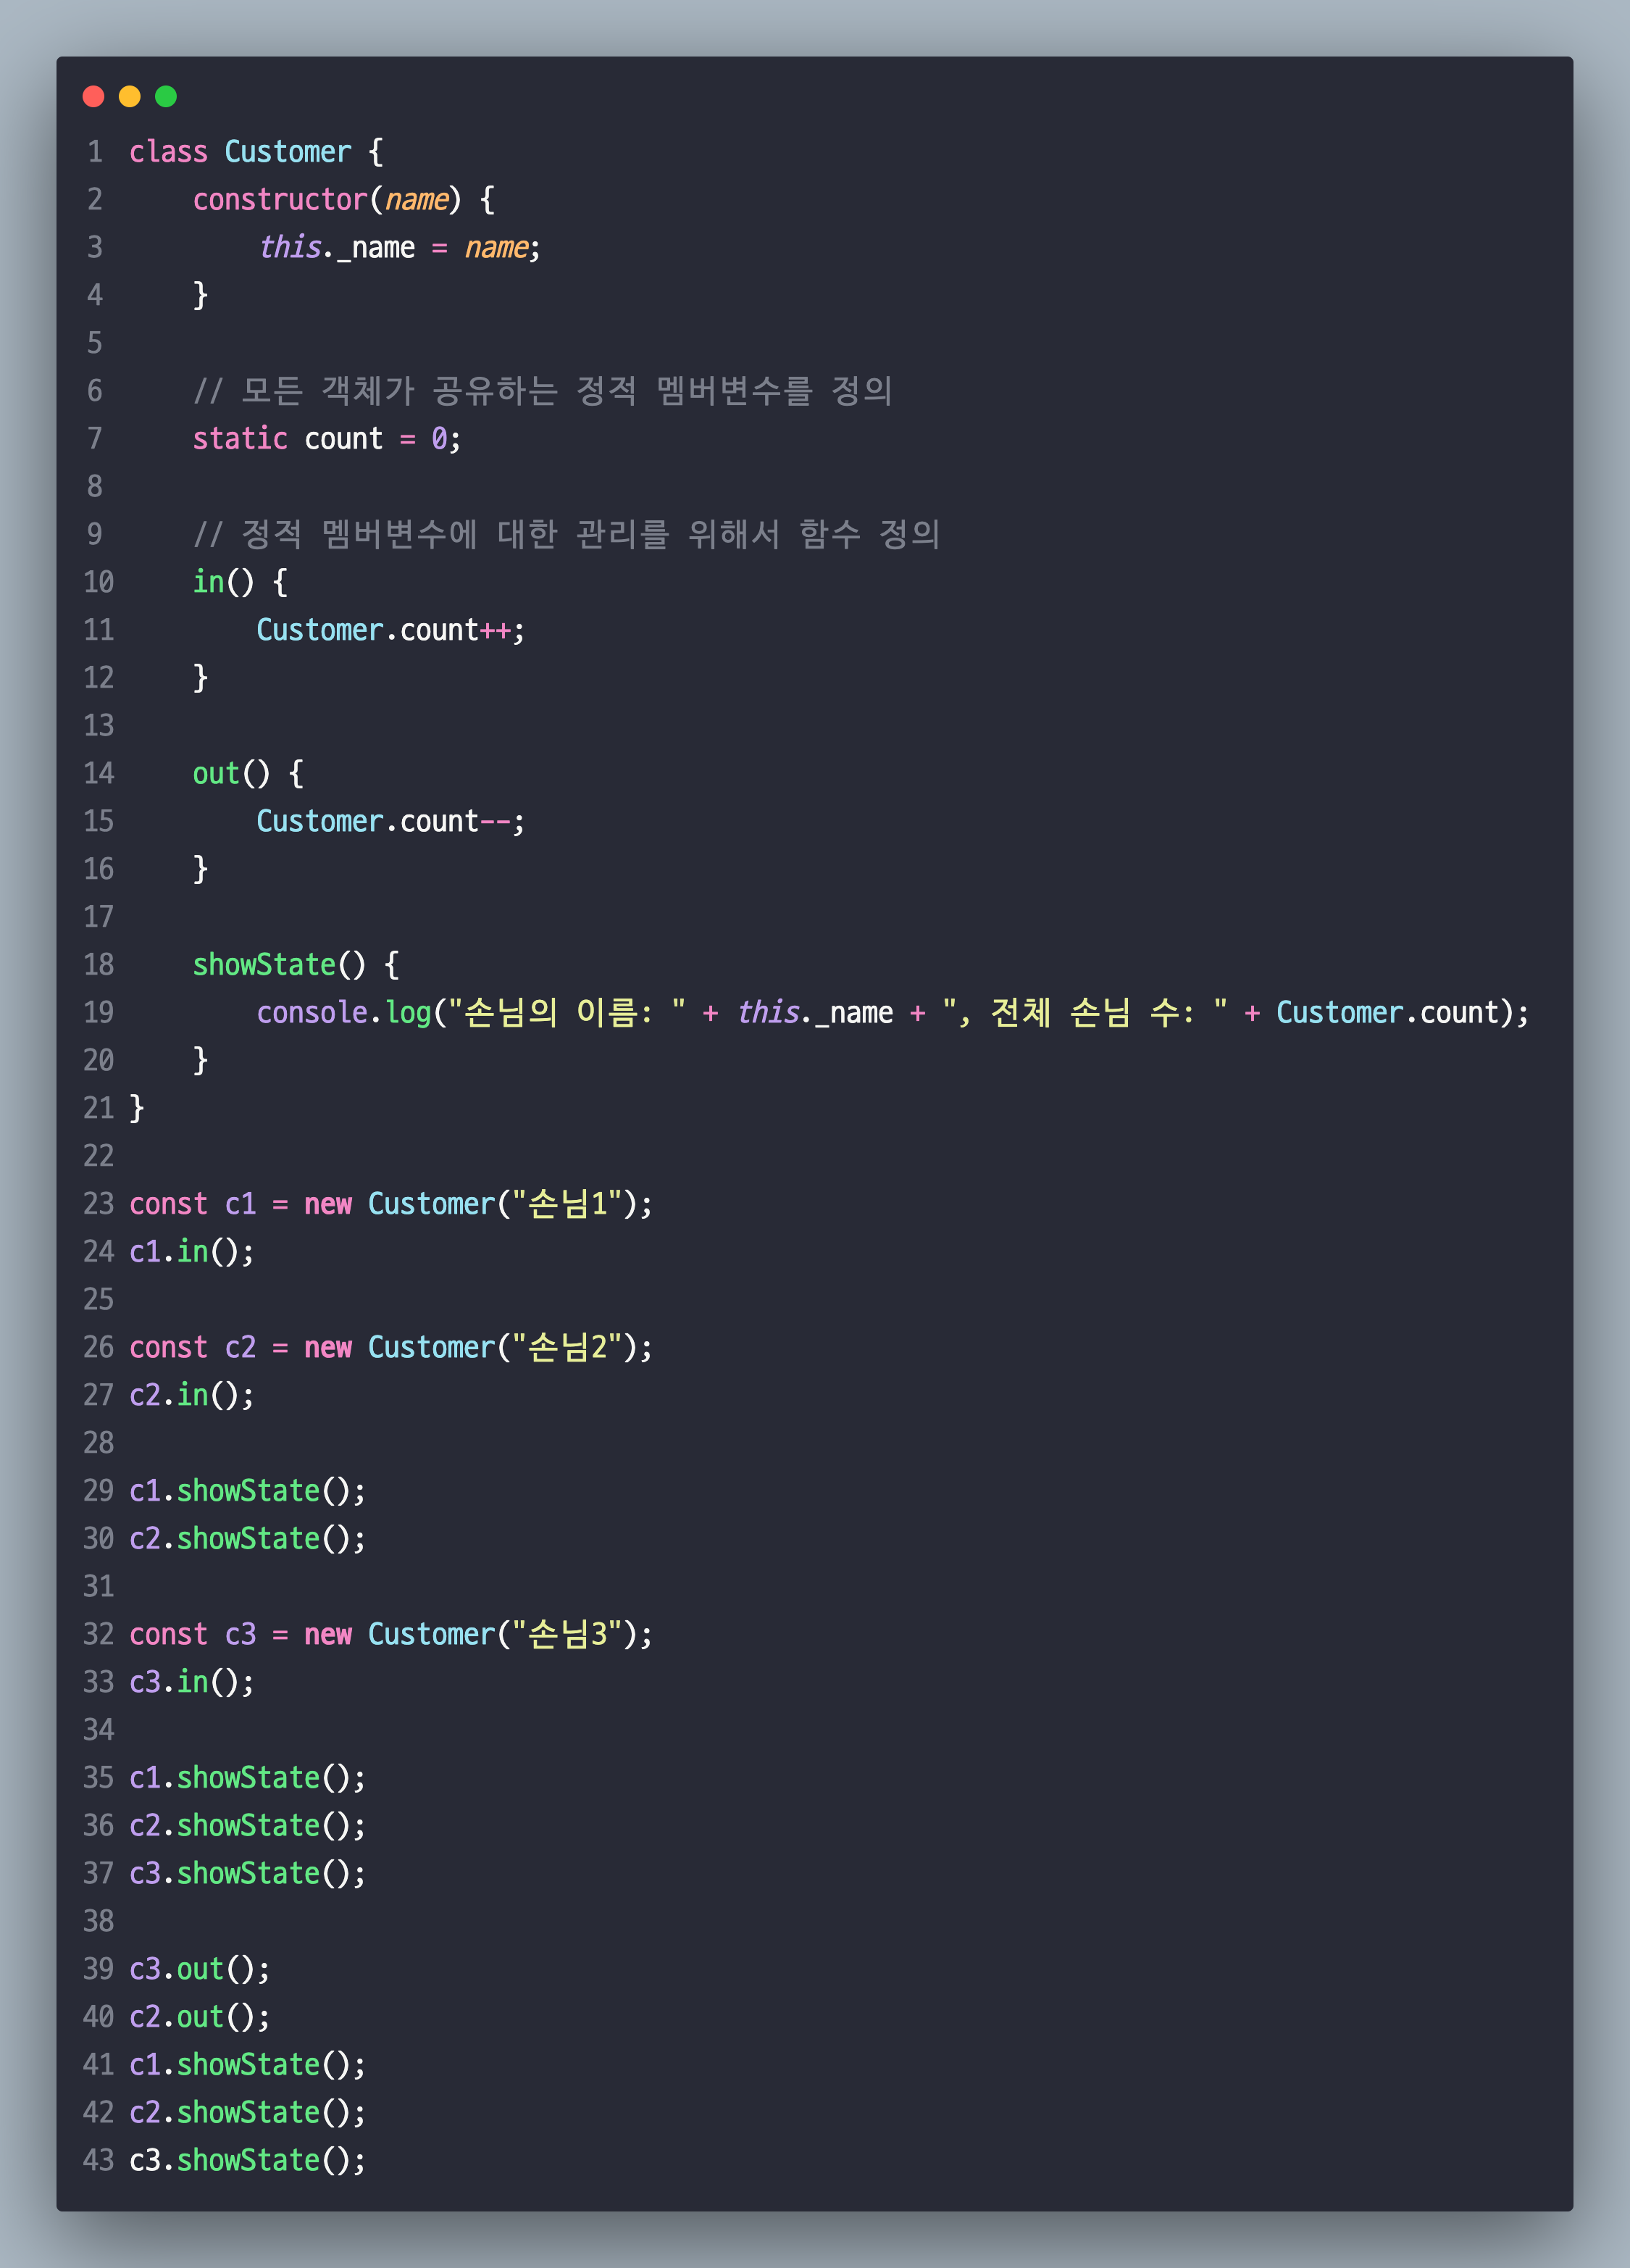 1 class Customer {
2     constructor(name) {
3         this._name = name;
4     }
5
6     // 모든 객체가 공유하는 정적 멤버변수를 정의
7     static count = 0;
8
9     // 정적 멤버변수에 대한 관리를 위해서 함수 정의
10     in() {
11         Customer.count++;
12     }
13
14     out() {
15         Customer.count--;
16     }
17
18     showState() {
19         console.log("손님의 이름: " + this._name + ", 전체 손님 수: " + Customer.count);
20     }
21 }
22
23 const c1 = new Customer("손님1");
24 c1.in();
25
26 const c2 = new Customer("손님2");
27 c2.in();
28
29 c1.showState();
30 c2.showState();
31
32 const c3 = new Customer("손님3");
33 c3.in();
34
35 c1.showState();
36 c2.showState();
37 c3.showState();
38
39 c3.out();
40 c2.out();
41 c1.showState();
42 c2.showState();
43 c3.showState();